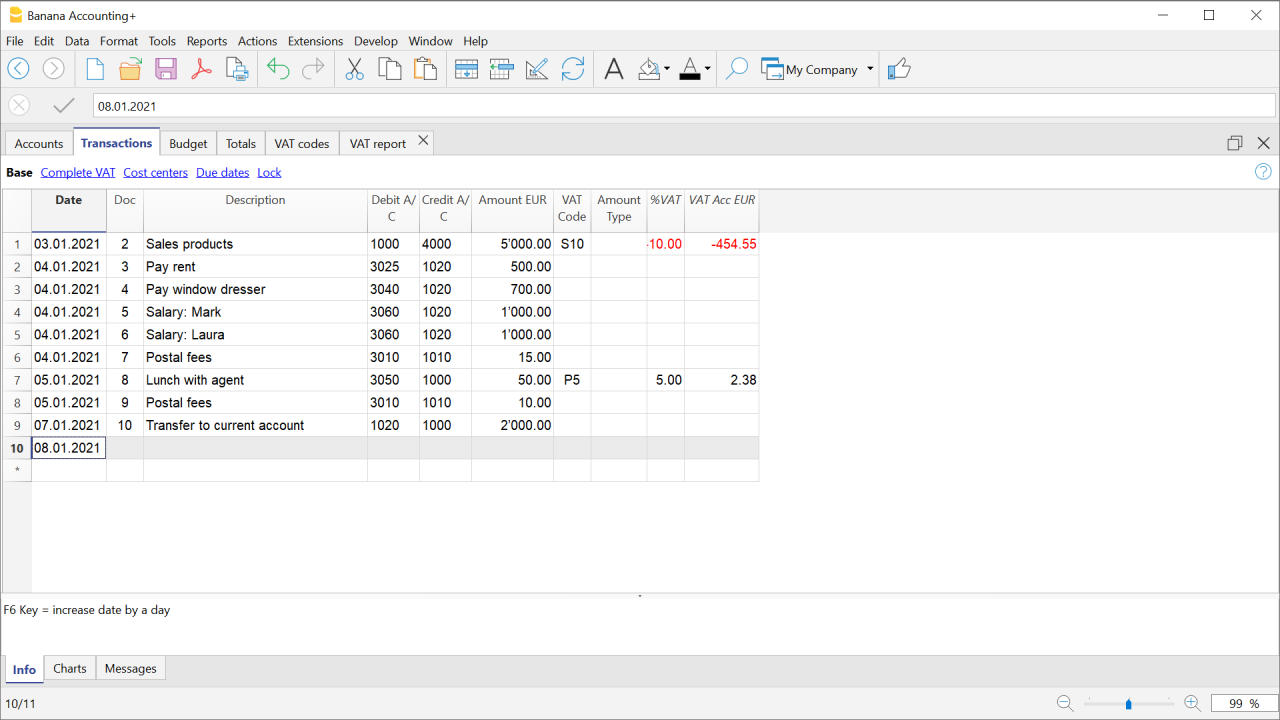 Banana Accounting+
File Edit Data Format Tools Reports Actions Extensions Develop Window Help
My Company
08.01.2021
Accounts Transactions Budget Totals VAT codes VAT report
Base Complete VAT Cost centers Due dates Lock
Date Doc Description Debit A/C Credit A/C Amount EUR VAT Code Amount Type %VAT VAT Acc EUR
1 03.01.2021 2 Sales products 1000 4000 5'000.00 S10 -10.00 -454.55
2 04.01.2021 3 Pay rent 3025 1020 500.00
3 04.01.2021 4 Pay window dresser 3040 1020 700.00
4 04.01.2021 5 Salary: Mark 3060 1020 1'000.00
5 04.01.2021 6 Salary: Laura 3060 1020 1'000.00
6 04.01.2021 7 Postal fees 3010 1010 15.00
7 05.01.2021 8 Lunch with agent 3050 1000 50.00 P5 5.00 2.38
8 05.01.2021 9 Postal fees 3010 1010 10.00
9 07.01.2021 10 Transfer to current account 1020 1000 2'000.00
10 08.01.2021
*
F6 Key = increase date by a day
Info Charts Messages
10/11
99 %